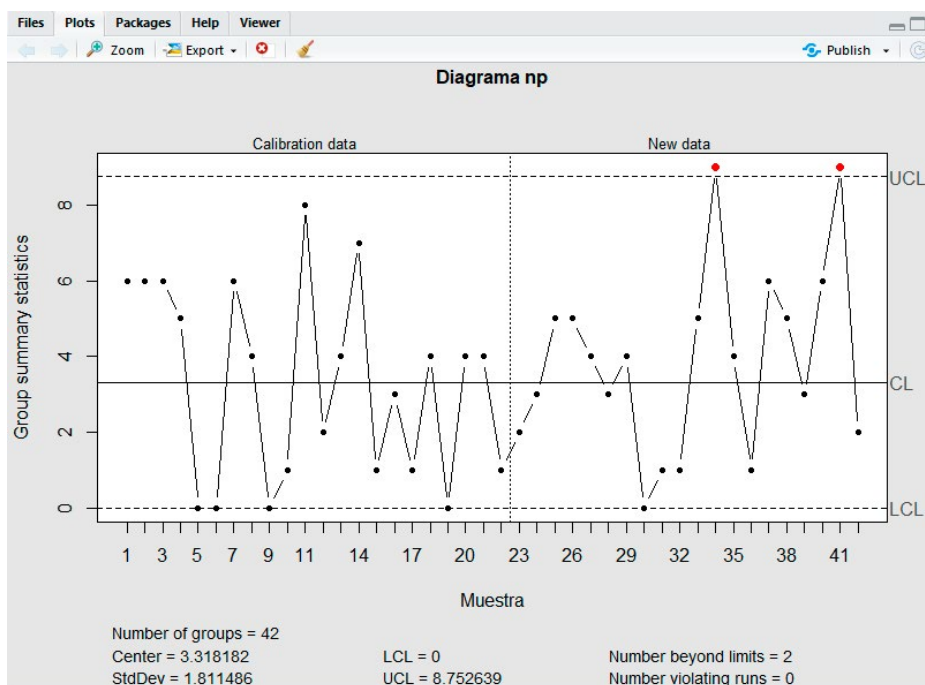 Files Plots Packages Help Viewer
Zoom Export Publish
Diagrama np
Calibration data New data
Group summary statistics
8
6
4
2
0
UCL
CL
LCL
1 3 5 7 9 11 14 17 20 23 26 29 32 35 38 41
Muestra
Number of groups = 42
Center = 3.318182 LCL = 0 Number beyond limits = 2
StdDev = 1.811486 UCL = 8.752639 Number violating runs = 0